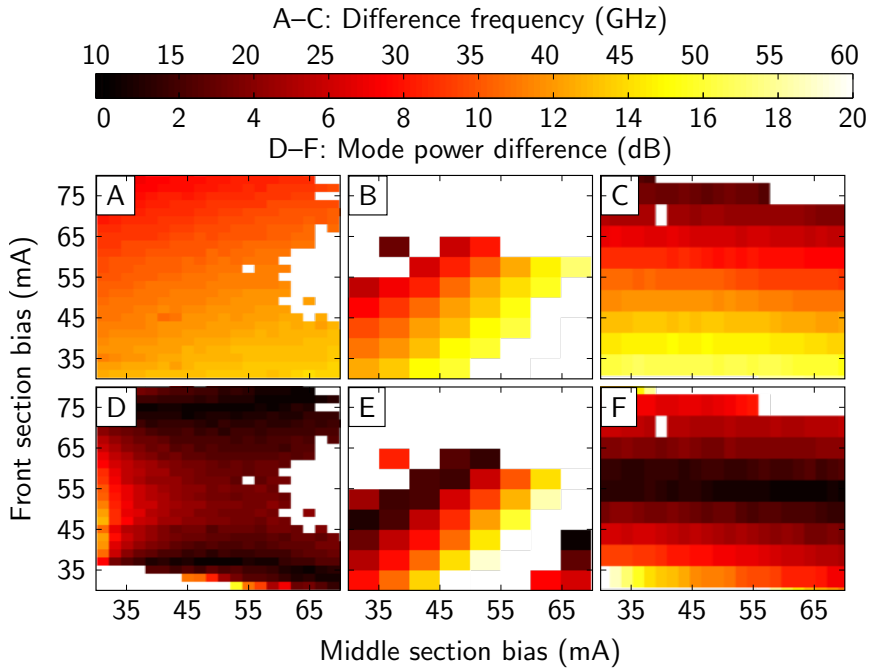 A–C: Difference frequency (GHz)
10 15 20 25 30 35 40 45 50 55 60
0 2 4 6 8 10 12 14 16 18 20
D–F: Mode power difference (dB)
Front section bias (mA)
75 65 55 45 35
A B C
75 65 55 45 35
D E F
35 45 55 65 35 45 55 65 35 45 55 65
Middle section bias (mA)